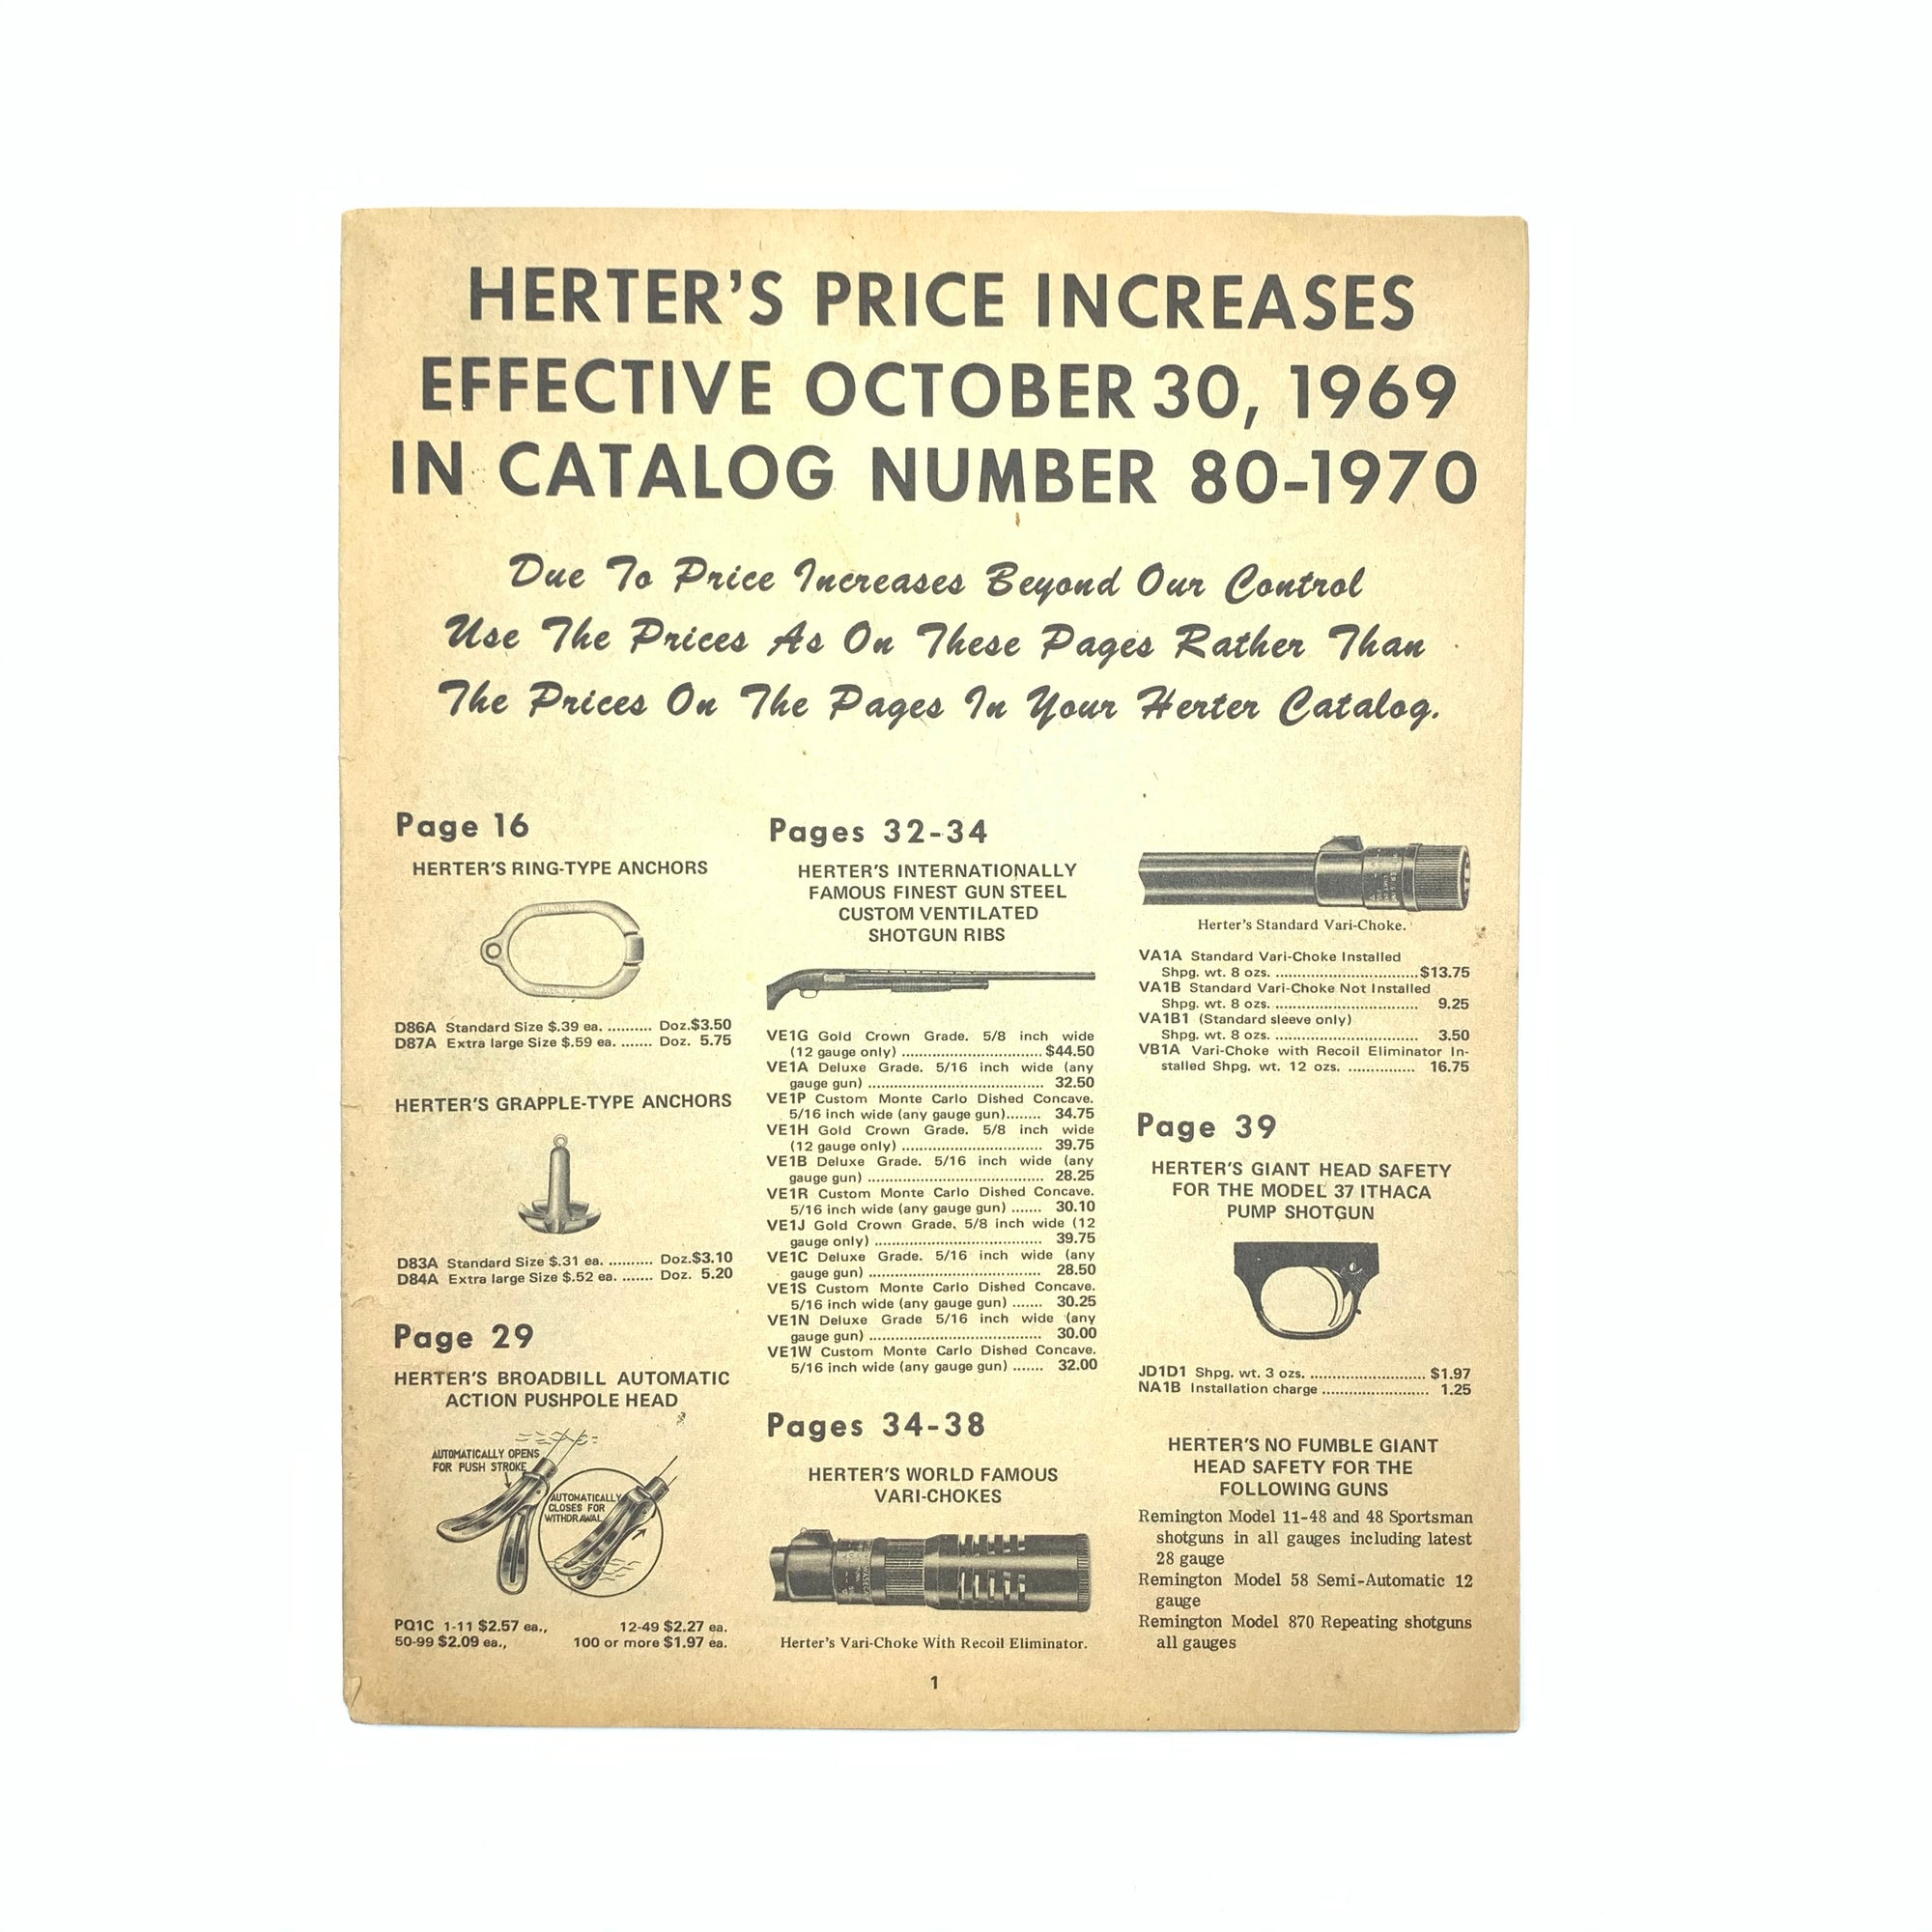 HERTER'S PRICE INCREASES
EFFECTIVE OCTOBER 30, 1969
IN CATALOG NUMBER 80-1970
Due To Price Increases Beyond Our Control
Use The Prices As On These Pages Rather Than
The Prices On The Pages In Your Herter Catalog.
Page 16
HERTER'S RING-TYPE ANCHORS
D86A Standard Size $.39 ea. .......... Doz.$3.50
D87A Extra large Size $.59 ea. ....... Doz. 5.75
HERTER'S GRAPPLE-TYPE ANCHORS
D83A Standard Size $.31 ea. .......... Doz.$3.10
D84A Extra large Size $.52 ea. ....... Doz. 5.20
Page 29
HERTER'S BROADBILL AUTOMATIC
ACTION PUSHPOLE HEAD
AUTOMATICALLY OPENS
FOR PUSH STROKE
AUTOMATICALLY
CLOSES FOR
WITHDRAWAL
PQ1C 1-11 $2.57 ea., 12-49 $2.27 ea.
50-99 $2.09 ea., 100 or more $1.97 ea.
Pages 32-34
HERTER'S INTERNATIONALLY
FAMOUS FINEST GUN STEEL
CUSTOM VENTILATED
SHOTGUN RIBS
VE1G Gold Crown Grade. 5/8 inch wide
(12 gauge only) ................................ $44.50
VE1A Deluxe Grade. 5/16 inch wide (any
gauge gun) ........................................ 32.50
VE1P Custom Monte Carlo Dished Concave.
5/16 inch wide (any gauge gun)........ 34.75
VE1H Gold Crown Grade. 5/8 inch wide
(12 gauge only) ................................ 39.75
VE1B Deluxe Grade. 5/16 inch wide (any
gauge gun) ........................................ 28.25
VE1R Custom Monte Carlo Dished Concave.
5/16 inch wide (any gauge gun) ....... 30.10
VE1J Gold Crown Grade. 5/8 inch wide (12
gauge only) ...................................... 39.75
VE1C Deluxe Grade. 5/16 inch wide (any
gauge gun) ........................................ 28.50
VE1S Custom Monte Carlo Dished Concave.
5/16 inch wide (any gauge gun) ....... 30.25
VE1N Deluxe Grade 5/16 inch wide (any
gauge gun) ........................................ 30.00
VE1W Custom Monte Carlo Dished Concave.
5/16 inch wide (any gauge gun) ....... 32.00
Pages 34-38
HERTER'S WORLD FAMOUS
VARI-CHOKES
Herter's Vari-Choke With Recoil Eliminator.
Herter's Standard Vari-Choke.
VA1A Standard Vari-Choke Installed
Shpg. wt. 8 ozs. .................................$13.75
VA1B Standard Vari-Choke Not Installed
Shpg. wt. 8 ozs. ................................. 9.25
VA1B1 (Standard sleeve only)
Shpg. wt. 8 ozs. ................................. 3.50
VB1A Vari-Choke with Recoil Eliminator In-
stalled Shpg. wt. 12 ozs. ............... 16.75
Page 39
HERTER'S GIANT HEAD SAFETY
FOR THE MODEL 37 ITHACA
PUMP SHOTGUN
JD1D1 Shpg. wt. 3 ozs. ........................... $1.97
NA1B Installation charge ......................... 1.25
HERTER'S NO FUMBLE GIANT
HEAD SAFETY FOR THE
FOLLOWING GUNS
Remington Model 11-48 and 48 Sportsman
shotguns in all gauges including latest
28 gauge
Remington Model 58 Semi-Automatic 12
gauge
Remington Model 870 Repeating shotguns
all gauges
1